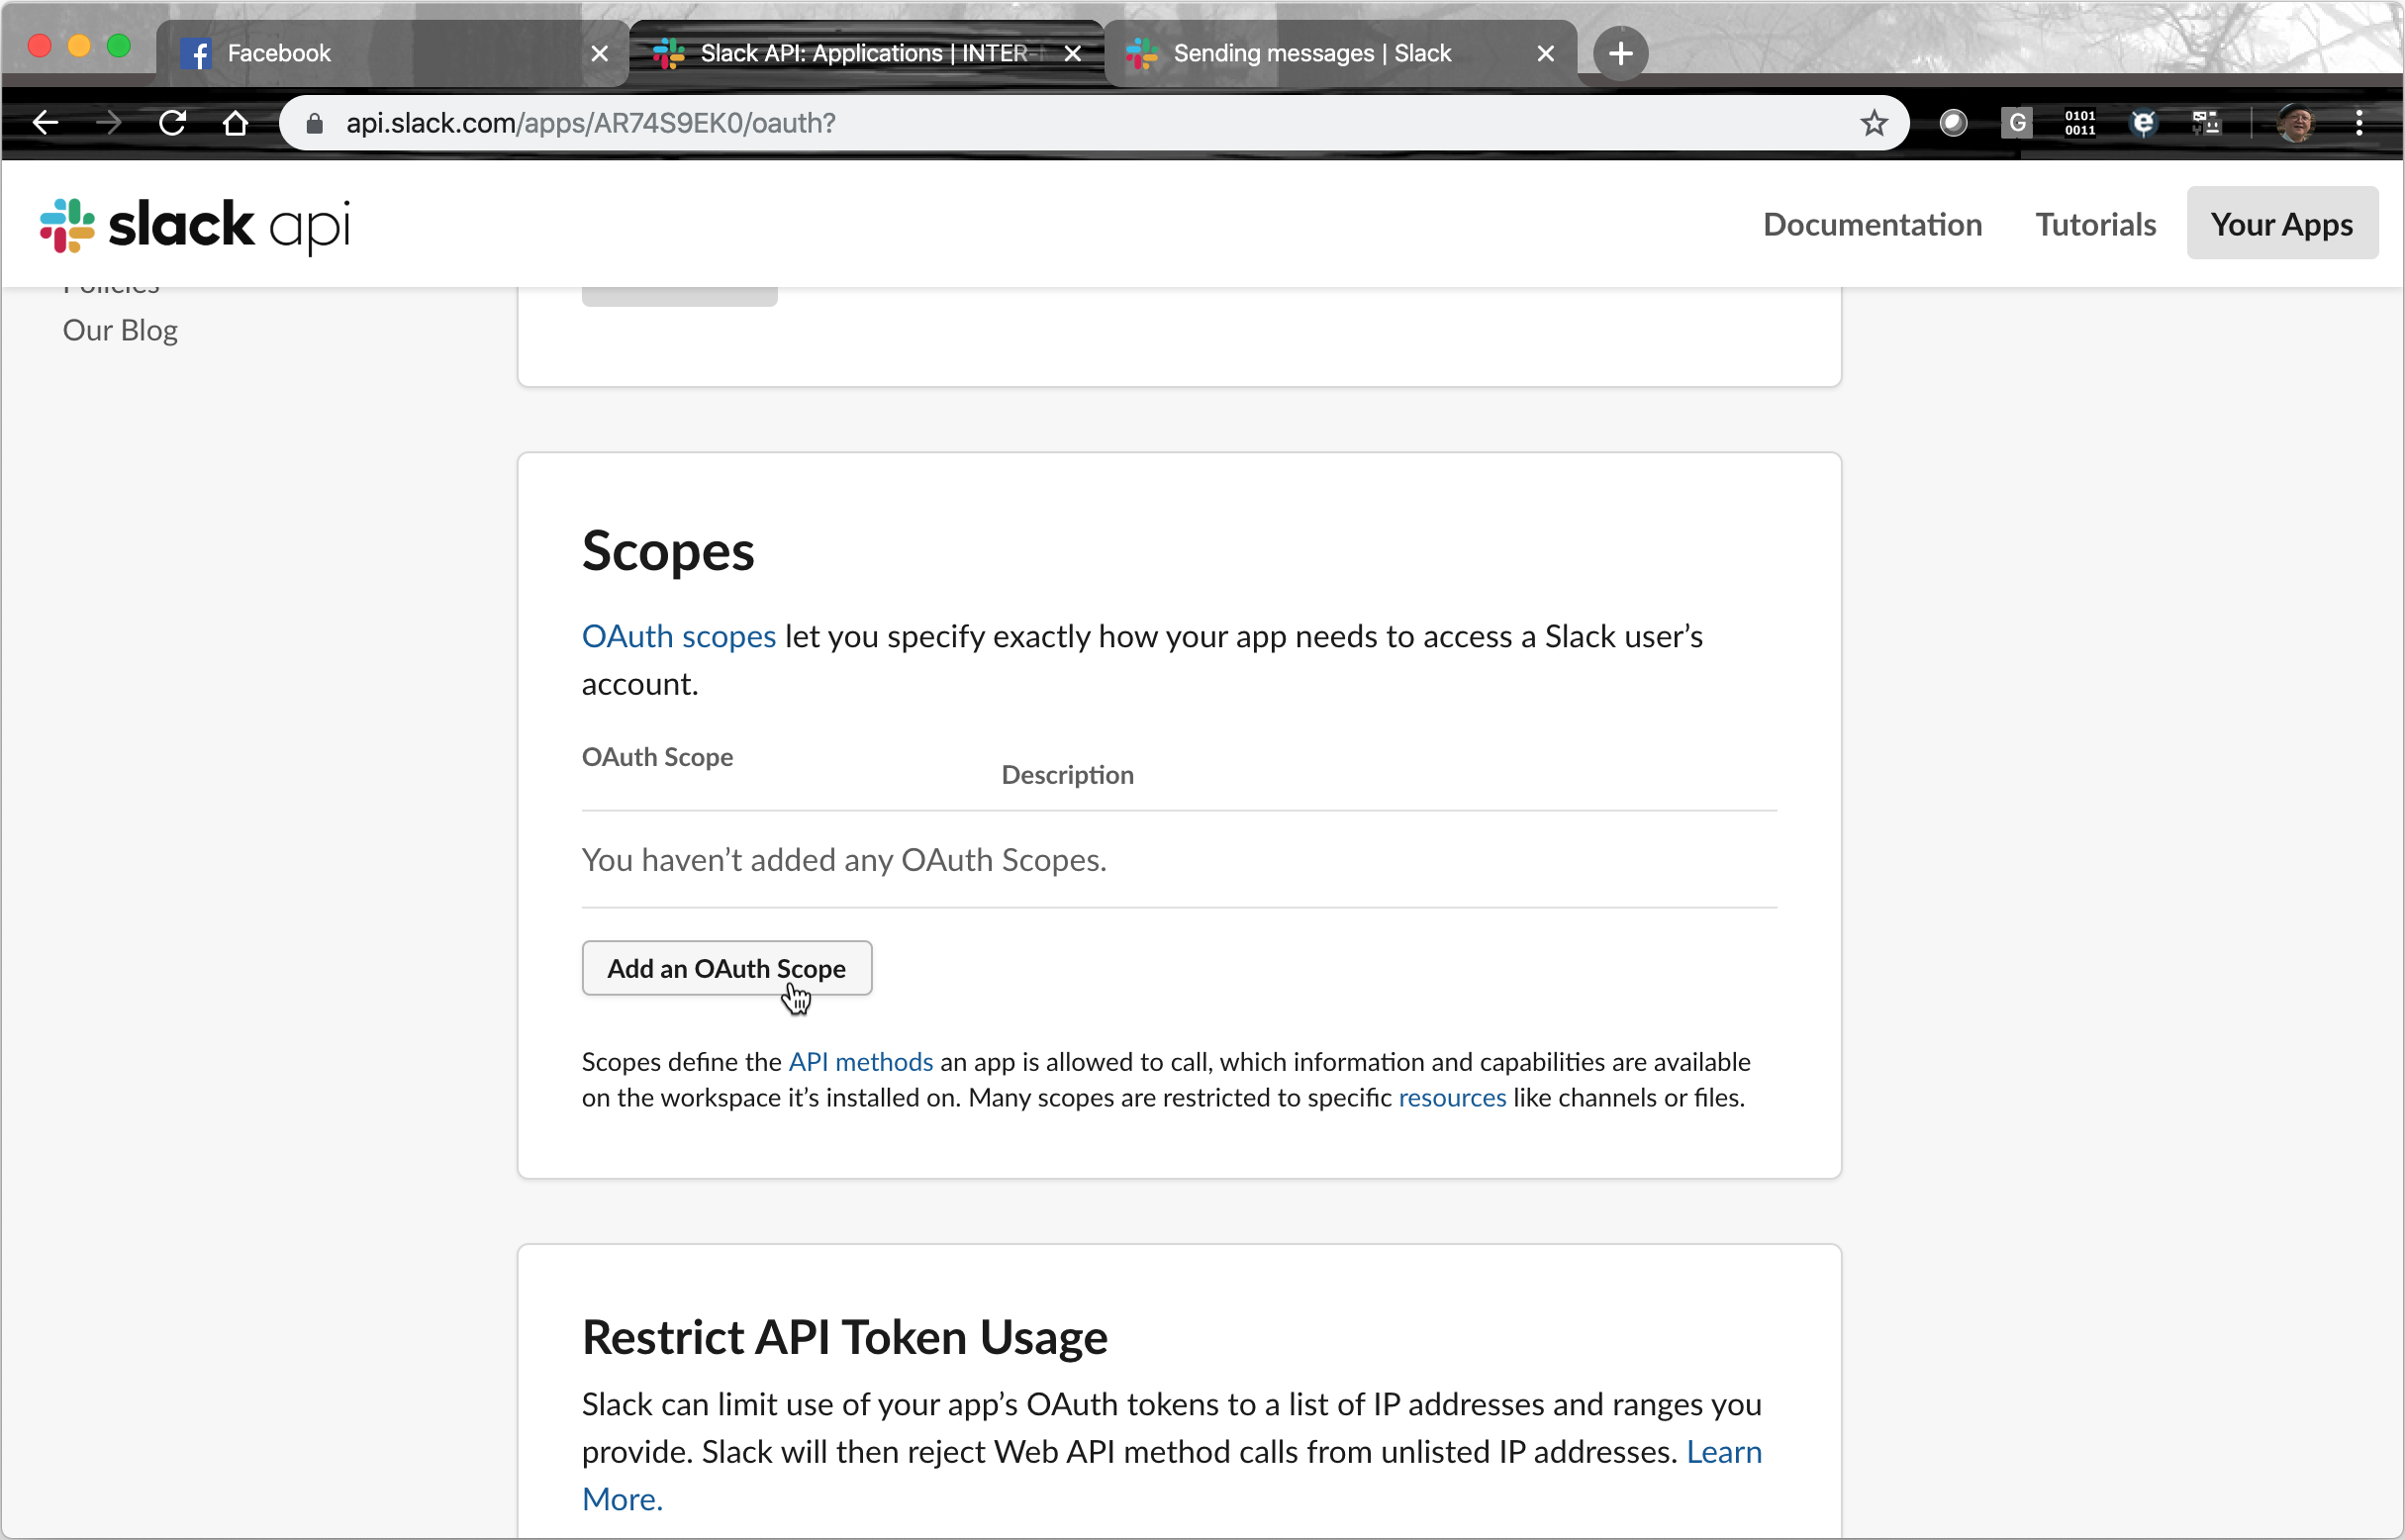 Facebook
Slack API: Applications | INTER-
Sending messages | Slack
api.slack.com/apps/AR74S9EK0/oauth?
G
0101
0011
e
slack api
Documentation
Tutorials
Your Apps
Policies
Our Blog
Scopes
OAuth scopes let you specify exactly how your app needs to access a Slack user’s
account.
OAuth Scope
Description
You haven’t added any OAuth Scopes.
Add an OAuth Scope
Scopes define the API methods an app is allowed to call, which information and capabilities are available
on the workspace it’s installed on. Many scopes are restricted to specific resources like channels or files.
Restrict API Token Usage
Slack can limit use of your app’s OAuth tokens to a list of IP addresses and ranges you
provide. Slack will then reject Web API method calls from unlisted IP addresses. Learn
More.